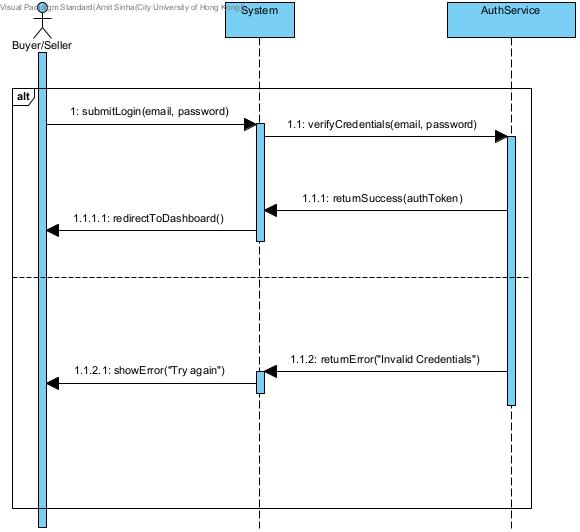 Visual Paradigm Standard(Arnit Sinha(City University of Hong Kong))
System
AuthService
Buyer/Seller
alt
1: submitLogin(email, password)
1.1: verifyCredentials(email, password)
1.1.1: returnSuccess(authToken)
1.1.1.1: redirectToDashboard()
1.1.2: returnError("Invalid Credentials")
1.1.2.1: showError("Try again")